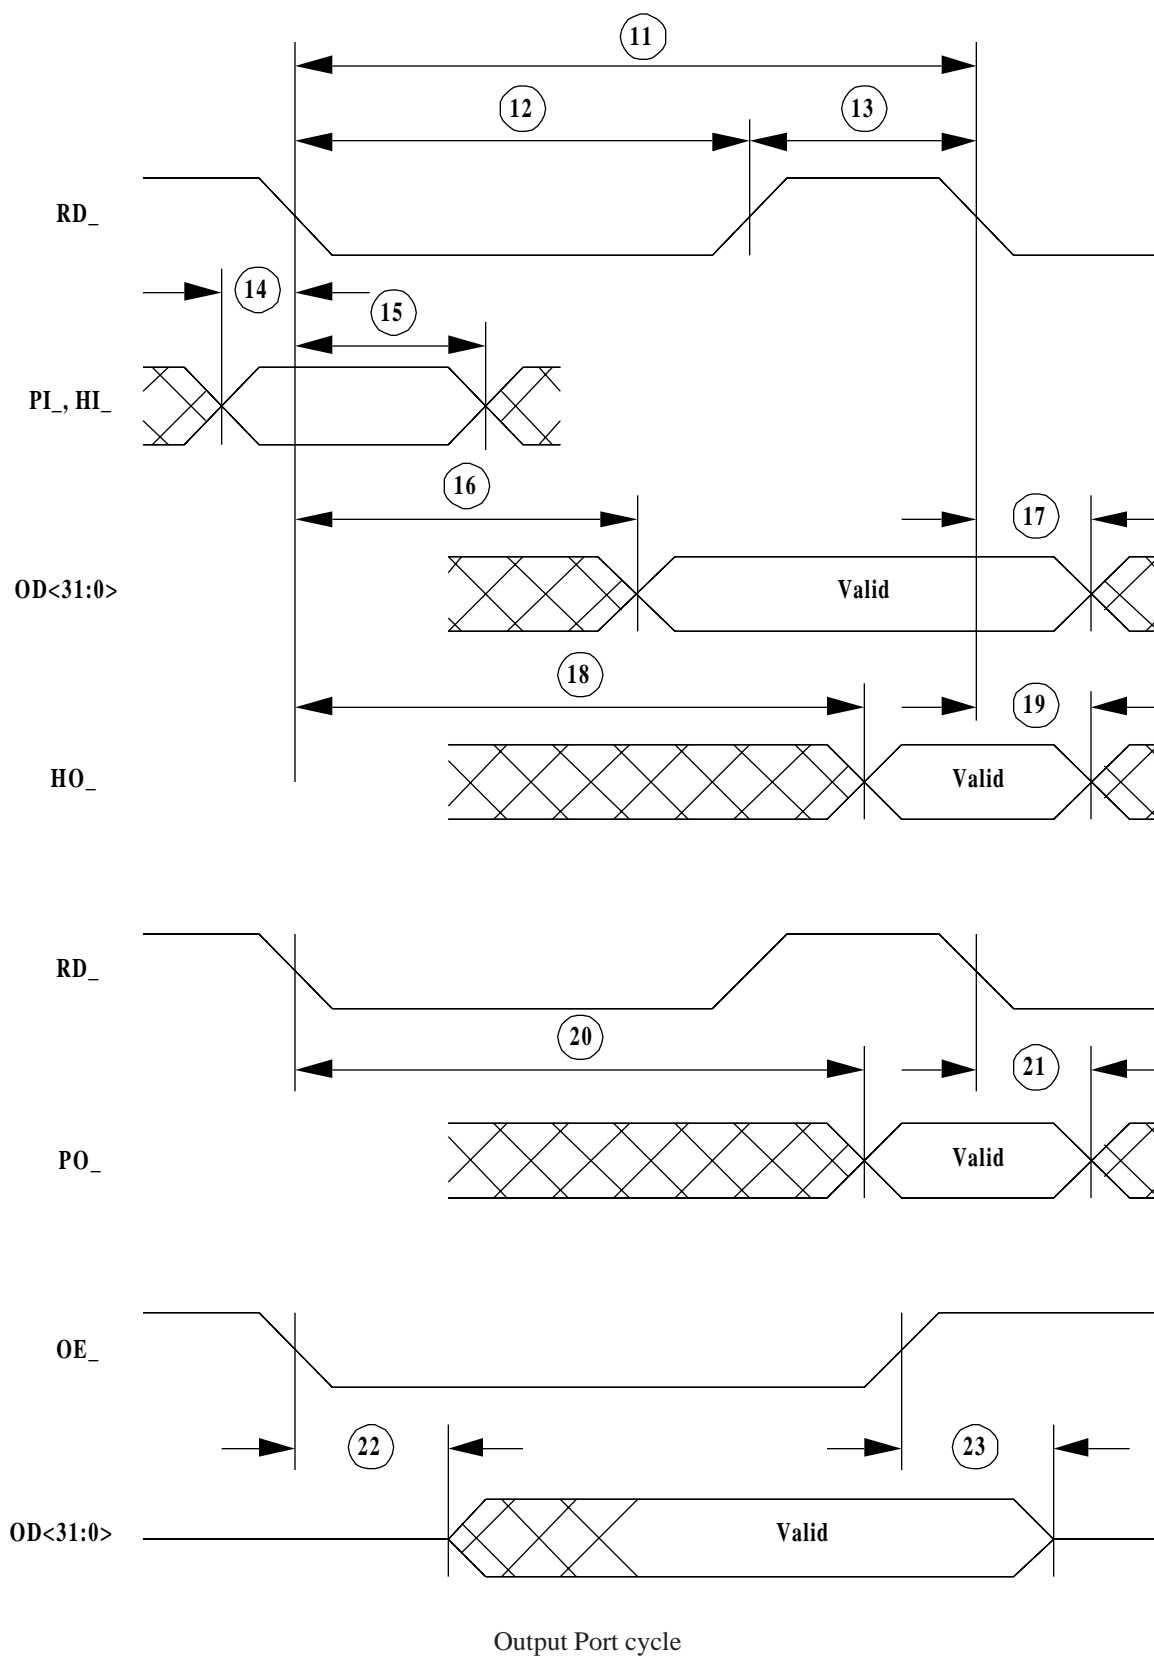 11
12
13
RD_
14
15
PI_, HI_
16
17
OD<31:0>
Valid
18
19
HO_
Valid
RD_
20
21
PO_
Valid
OE_
22
23
OD<31:0>
Valid
Output Port cycle